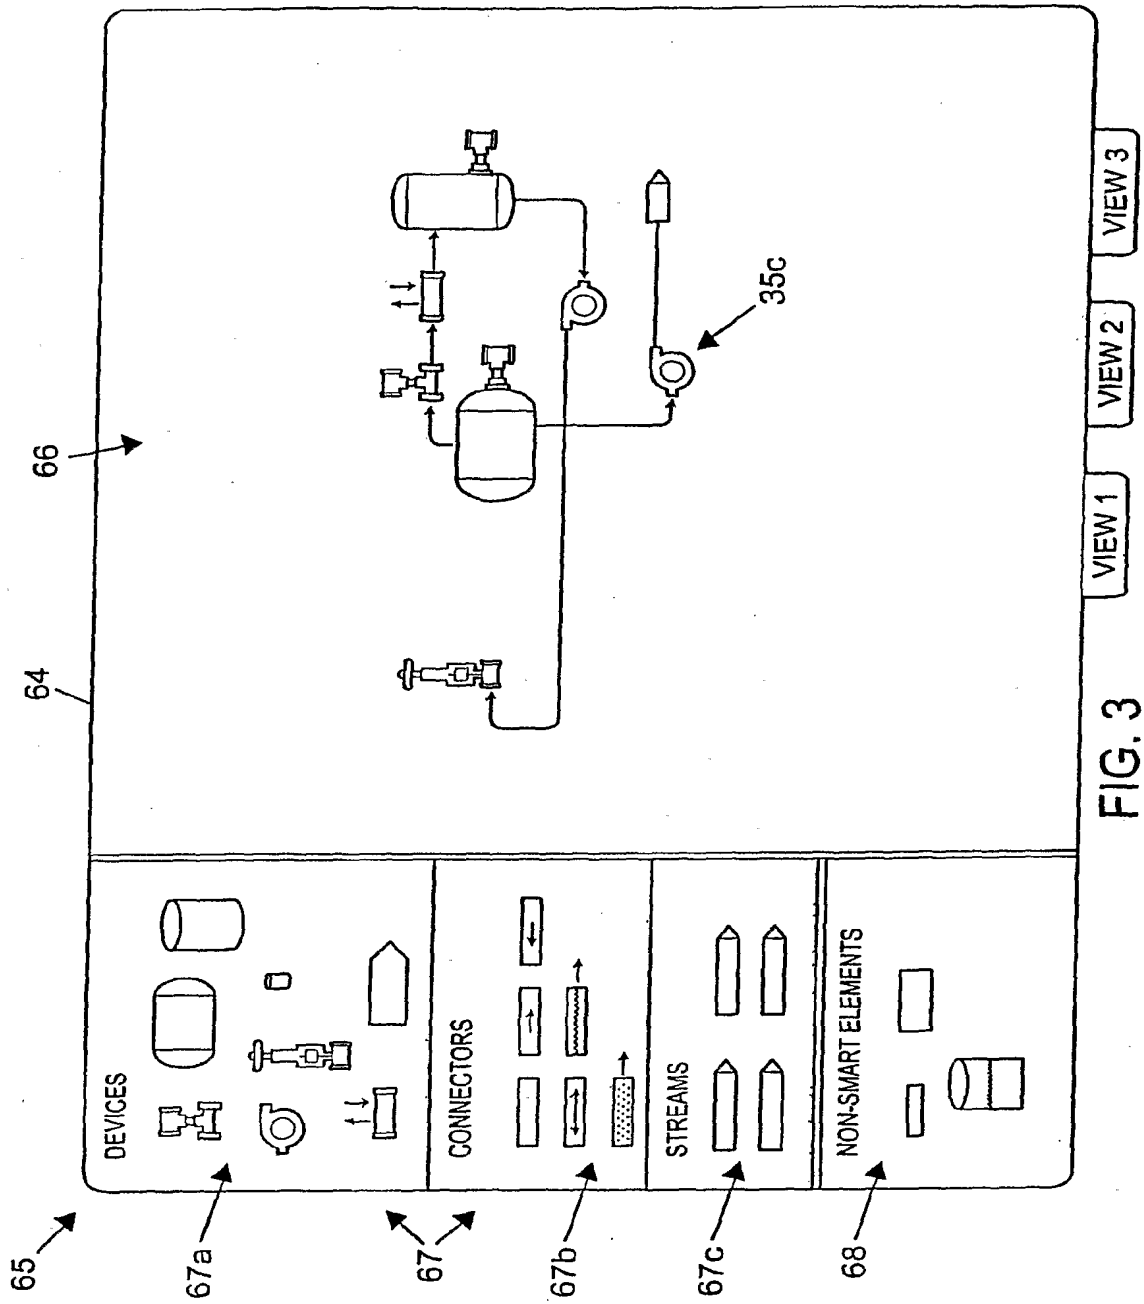 65
64
66
67
67a
DEVICES
67b
CONNECTORS
67c
STREAMS
68
NON-SMART ELEMENTS
35c
VIEW 1
VIEW 2
VIEW 3
FIG. 3